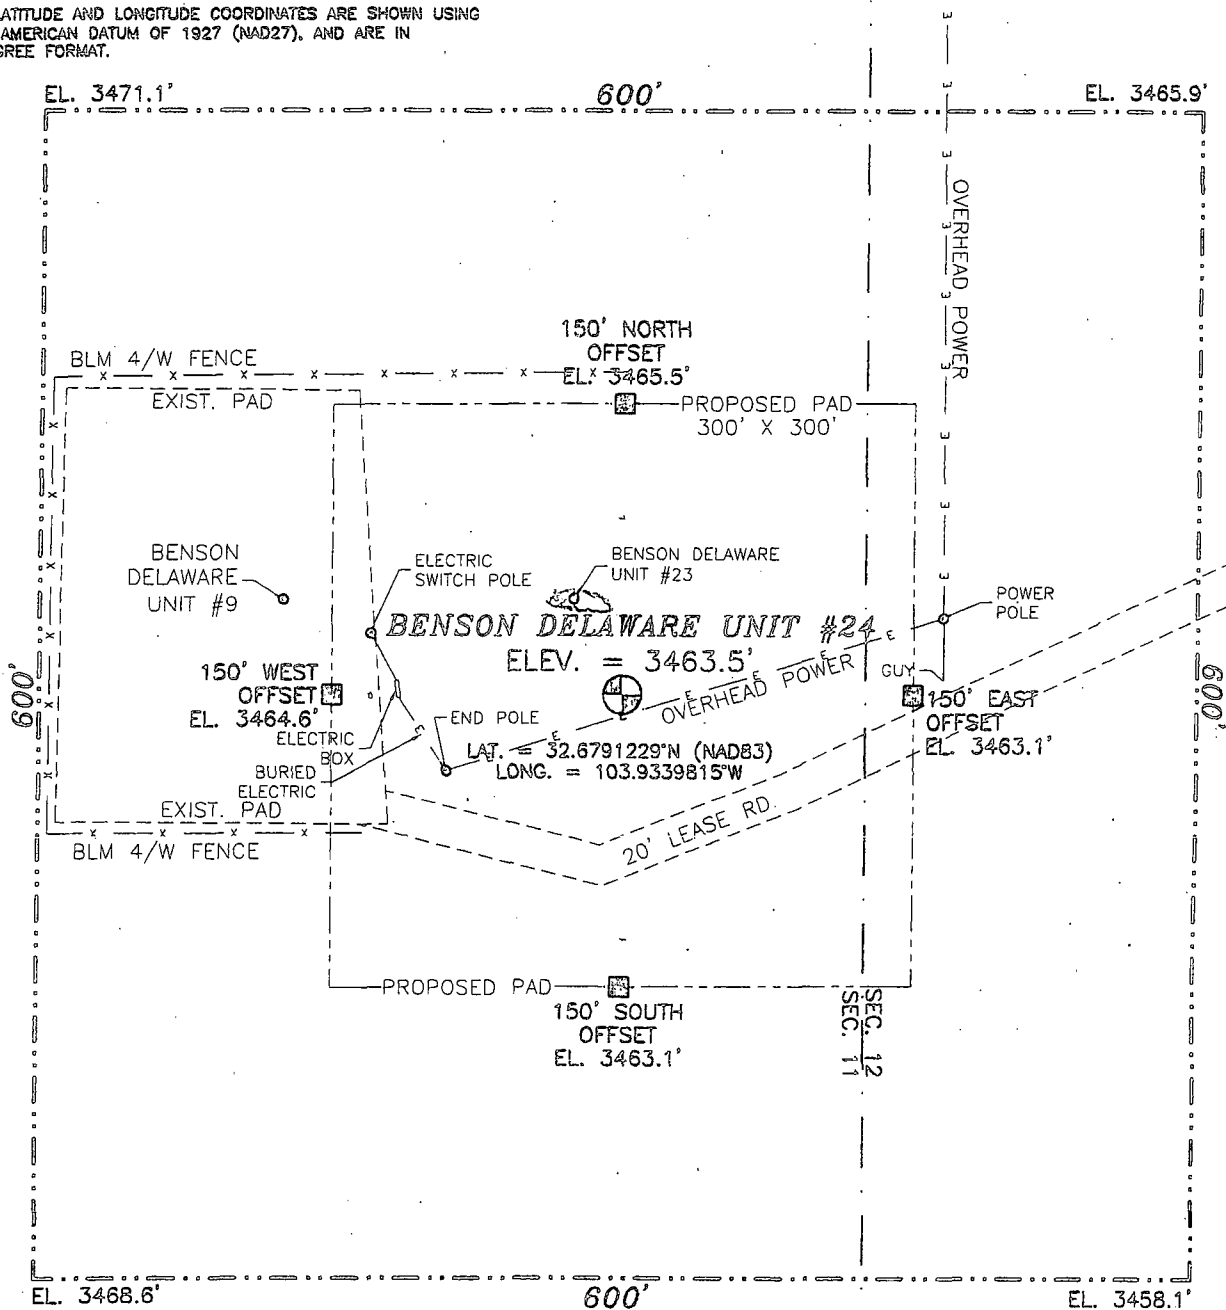 ATITUDE AND LONGITUDE COORDINATES ARE SHOWN USING
AMERICAN DATUM OF 1927 (NAD27), AND ARE IN
GREE FORMAT.
EL. 3471.1'
600'
EL. 3465.9'
OVERHEAD POWER
150' NORTH
OFFSET
EL. 3465.5'
BLM 4/W FENCE
EXIST. PAD
PROPOSED PAD
300' X 300'
BENSON
DELAWARE
UNIT #9
ELECTRIC
SWITCH POLE
BENSON DELAWARE
UNIT #23
POWER
POLE
BENSON DELAWARE UNIT #24
ELEV. = 3463.5'
600'
150' WEST
OFFSET
EL. 3464.6'
OVERHEAD POWER
GUY
150' EAST
OFFSET
EL. 3463.1'
600'
END POLE
ELECTRIC
BOX
LAT. = 32.6791229°N (NAD83)
LONG. = 103.9339815°W
BURIED
ELECTRIC
EXIST. PAD
20' LEASE RD.
BLM 4/W FENCE
PROPOSED PAD
150' SOUTH
OFFSET
EL. 3463.1'
SEC. 12
SEC. 11
EL. 3468.6'
600'
EL. 3458.1'